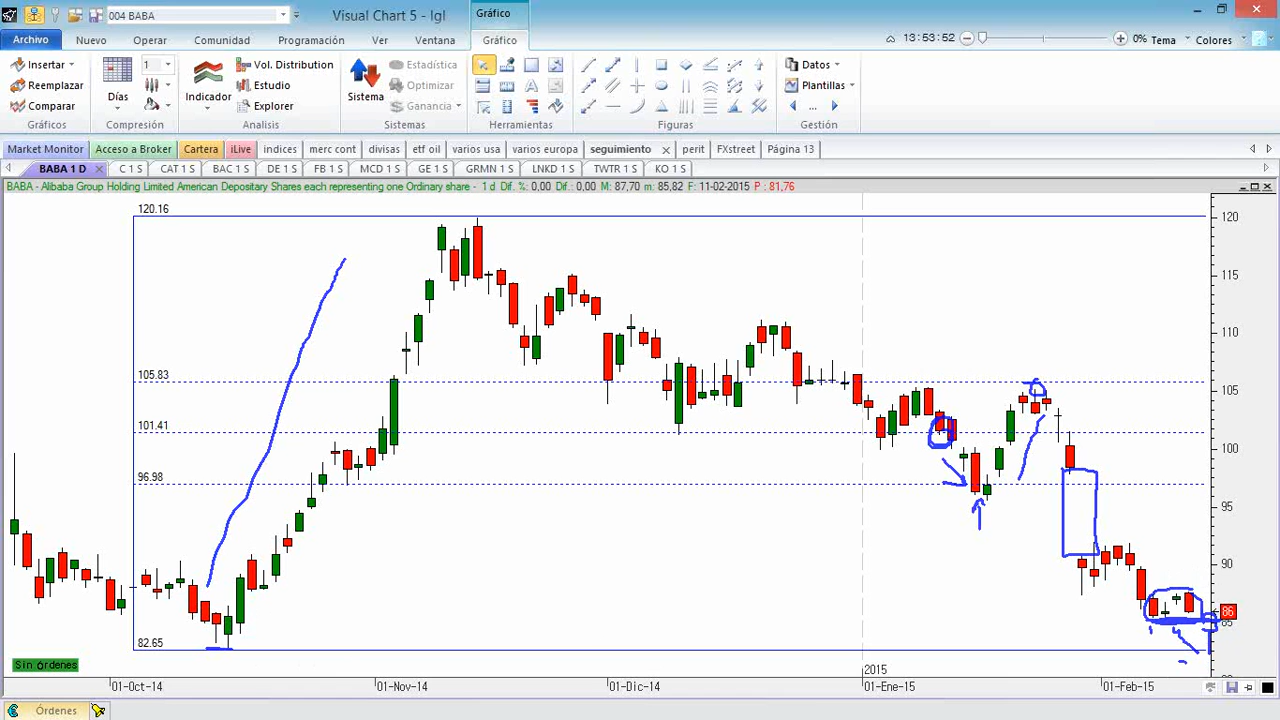 004 BABA
Visual Chart 5 - lgl
Gráfico
Archivo Nuevo Operar Comunidad Programación Ver Ventana Gráfico
13:53:52 0% Tema Colores
Insertar 1 Vol. Distribution Estadística Datos
Reemplazar Estudio Optimizar Plantillas
Comparar Días Indicador Explorer Sistema Ganancia ...
Gráficos Compresión Analisis Sistemas Herramientas Figuras Gestión
Market Monitor Acceso a Broker Cartera iLive indices merc cont divisas etf oil varios usa varios europa seguimiento perit FXstreet Página 13
BABA 1 D C 1 S CAT 1 S BAC 1 S DE 1 S FB 1 S MCD 1 S GE 1 S GRMN 1 S LNKD 1 S TWTR 1 S KO 1 S
BABA - Alibaba Group Holding Limited American Depositary Shares each representing one Ordinary share - 1 d Dif. %: 0,00 Dif : 0,00 M: 87,70 m: 85,82 F: 11-02-2015 P : 81,76
120.16
120
115
110
105.83
105
101.41
100
96.98
95
90
86
85
82.65
Sin órdenes
2015
01-Oct-14 01-Nov-14 01-Dic-14 01-Ene-15 01-Feb-15
Órdenes